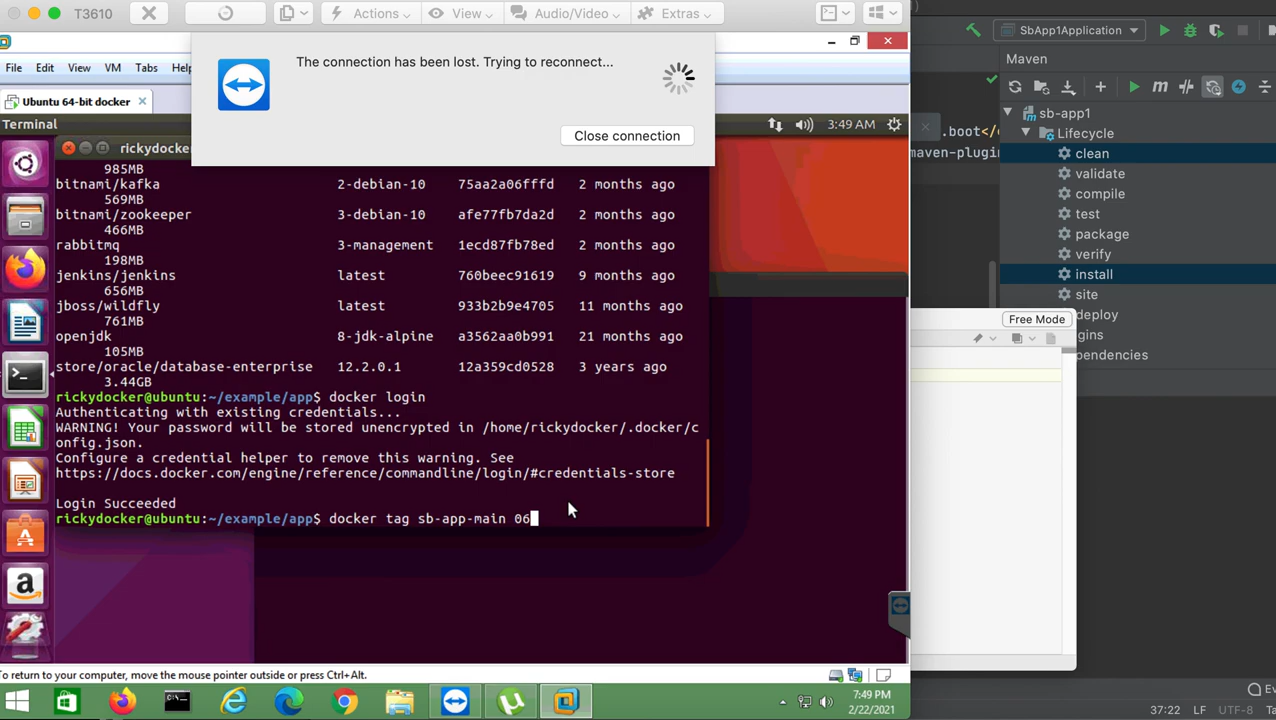 T3610
Actions
View
Audio/Video
Extras
SbApp1Application
The connection has been lost. Trying to reconnect...
Close connection
File Edit View VM Tabs Help
Ubuntu 64-bit docker
Terminal
3:49 AM
rickydocke
985MB
bitnami/kafka 2-debian-10 75aa2a06fffd 2 months ago
569MB
bitnami/zookeeper 3-debian-10 afe77fb7da2d 2 months ago
466MB
rabbitmq 3-management 1ecd87fb78ed 2 months ago
198MB
jenkins/jenkins latest 760beec91619 9 months ago
656MB
jboss/wildfly latest 933b2b9e4705 11 months ago
761MB
openjdk 8-jdk-alpine a3562aa0b991 21 months ago
105MB
store/oracle/database-enterprise 12.2.0.1 12a359cd0528 3 years ago
3.44GB
rickydocker@ubuntu:~/example/app$ docker login
Authenticating with existing credentials...
WARNING! Your password will be stored unencrypted in /home/rickydocker/.docker/c
onfig.json.
Configure a credential helper to remove this warning. See
https://docs.docker.com/engine/reference/commandline/login/#credentials-store
Login Succeeded
rickydocker@ubuntu:~/example/app$ docker tag sb-app-main 06
To return to your computer, move the mouse pointer outside or press Ctrl+Alt.
7:49 PM
2/22/2021
Maven
.boot</
maven-plugin
sb-app1
Lifecycle
clean
validate
compile
test
package
verify
install
site
deploy
gins
pendencies
Free Mode
37:22 LF UTF-8